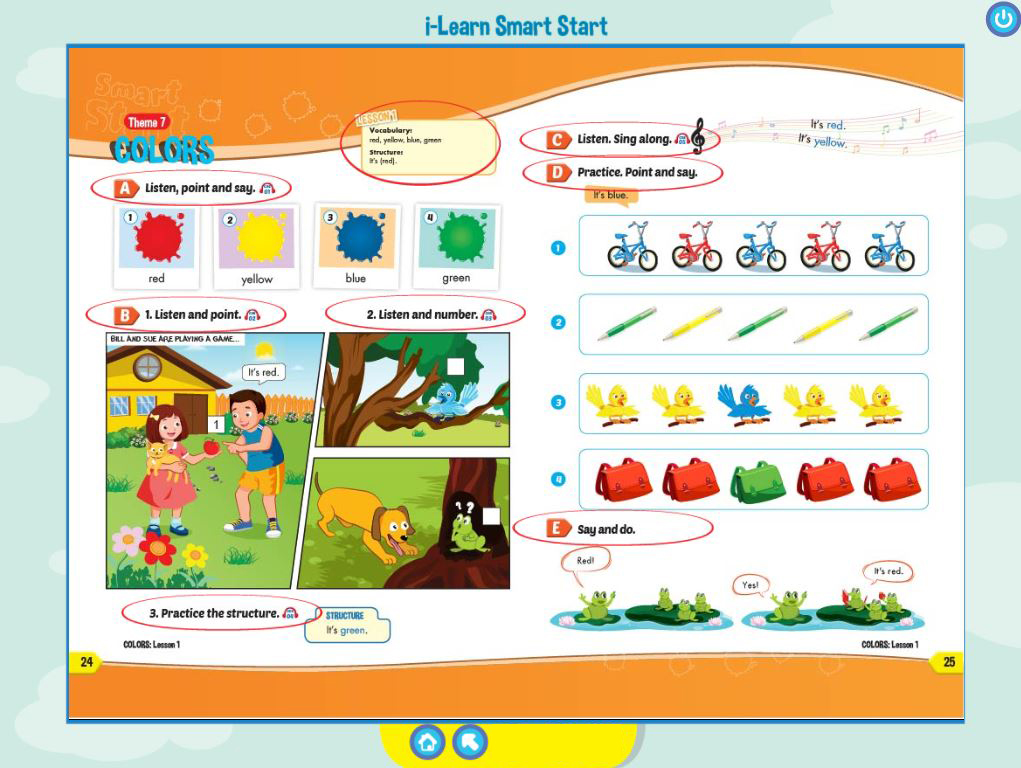 i-Learn Smart Start
Smart
Start
Theme 7
COLORS
LESSON 1
Vocabulary:
red, yellow, blue, green
Structure:
It's (red).
A Listen, point and say.
1
red
2
yellow
3
blue
4
green
B 1. Listen and point.
2. Listen and number.
BILL AND SUE ARE PLAYING A GAME...
It's red.
1
? ?
3. Practice the structure.
STRUCTURE
It's green.
COLORS: Lesson 1
24
C Listen. Sing along.
It's red.
It's yellow.
D Practice. Point and say.
It's blue.
1
2
3
4
E Say and do.
Red!
Yes!
It's red.
COLORS: Lesson 1
25